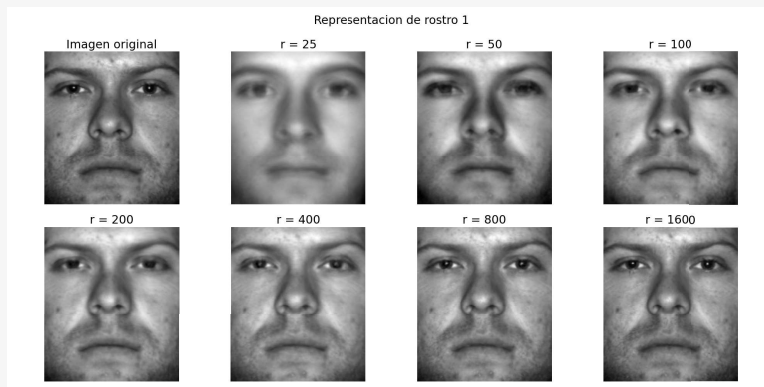 Representacion de rostro 1
Imagen original
r = 25
r = 50
r = 100
r = 200
r = 400
r = 800
r = 1600